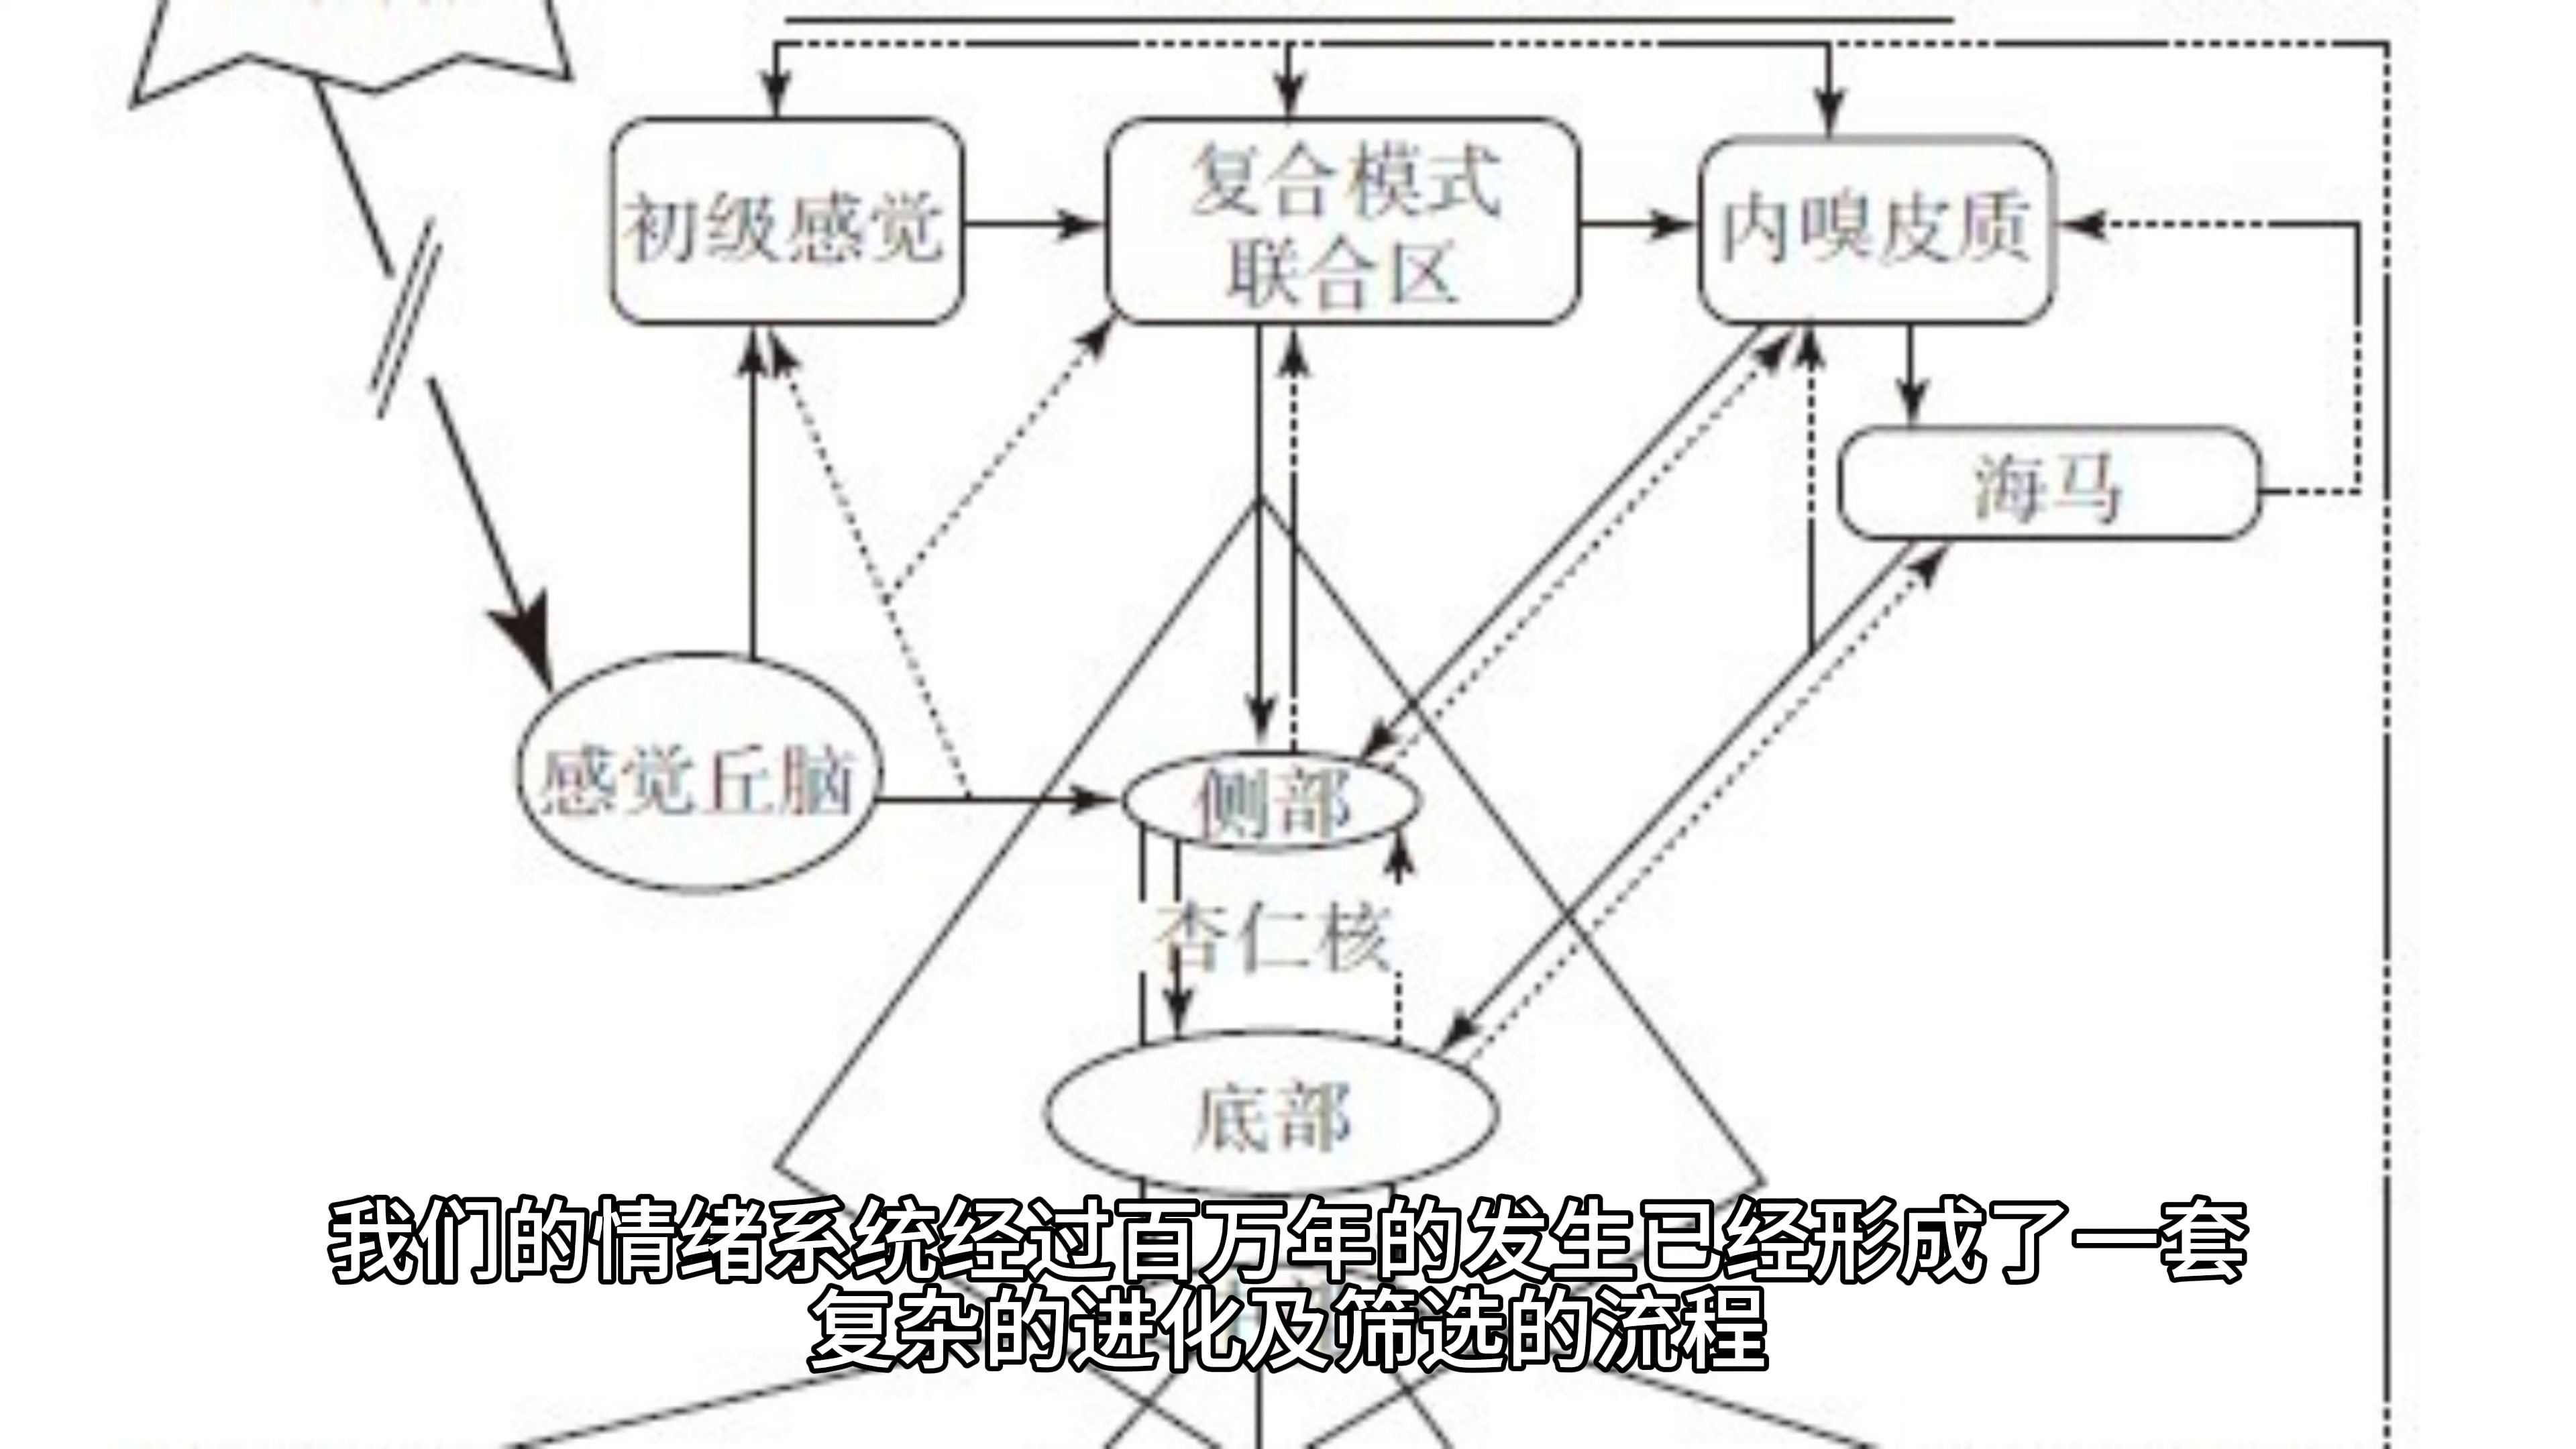 初级感觉
复合模式
联合区
内嗅皮质
海马
感觉丘脑
侧部
杏仁核
底部
我们的情绪系统经过百万年的发生已经形成了一套
复杂的进化及筛选的流程